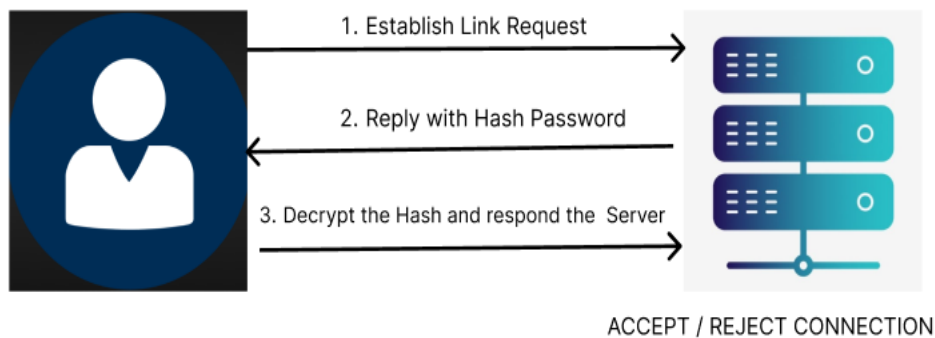 1. Establish Link Request
2. Reply with Hash Password
3. Decrypt the Hash and respond the Server
ACCEPT / REJECT CONNECTION